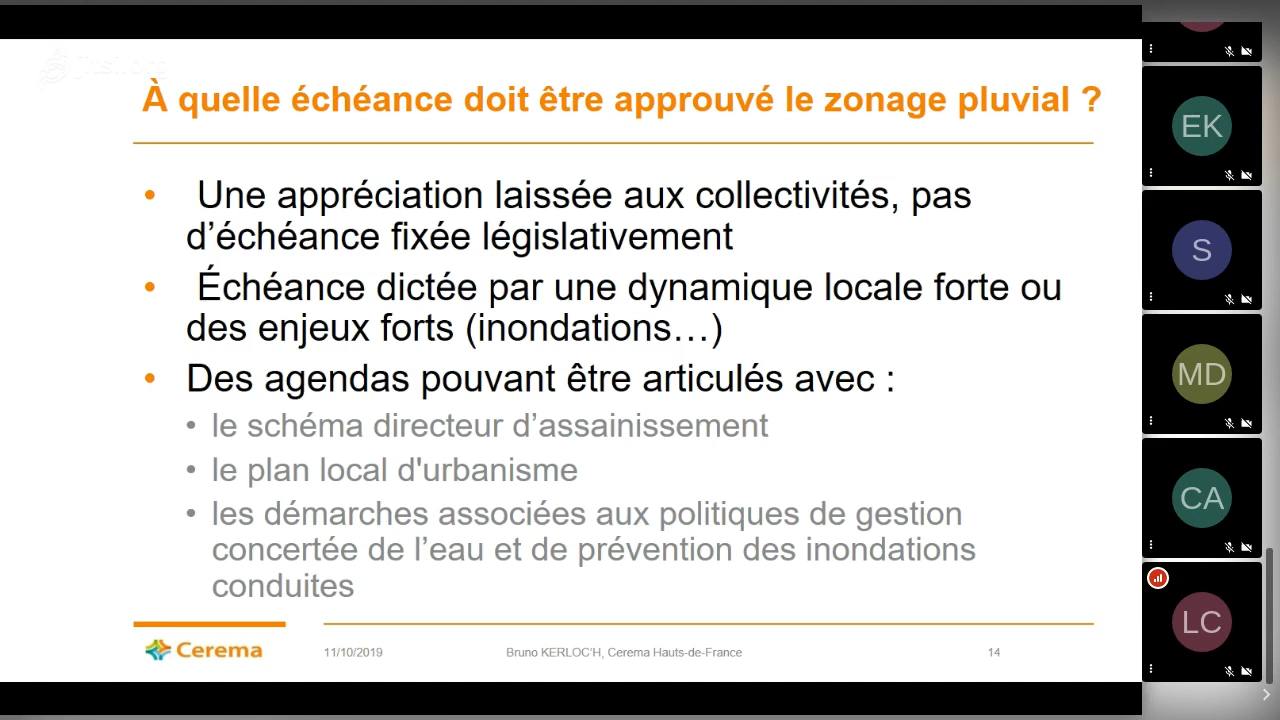 À quelle échéance doit être approuvé le zonage pluvial ?
• Une appréciation laissée aux collectivités, pas
d’échéance fixée législativement
• Échéance dictée par une dynamique locale forte ou
des enjeux forts (inondations…)
• Des agendas pouvant être articulés avec :
• le schéma directeur d’assainissement
• le plan local d'urbanisme
• les démarches associées aux politiques de gestion
concertée de l’eau et de prévention des inondations
conduites
Cerema
11/10/2019
Bruno KERLOC’H, Cerema Hauts-de-France
14
EK
S
MD
CA
LC